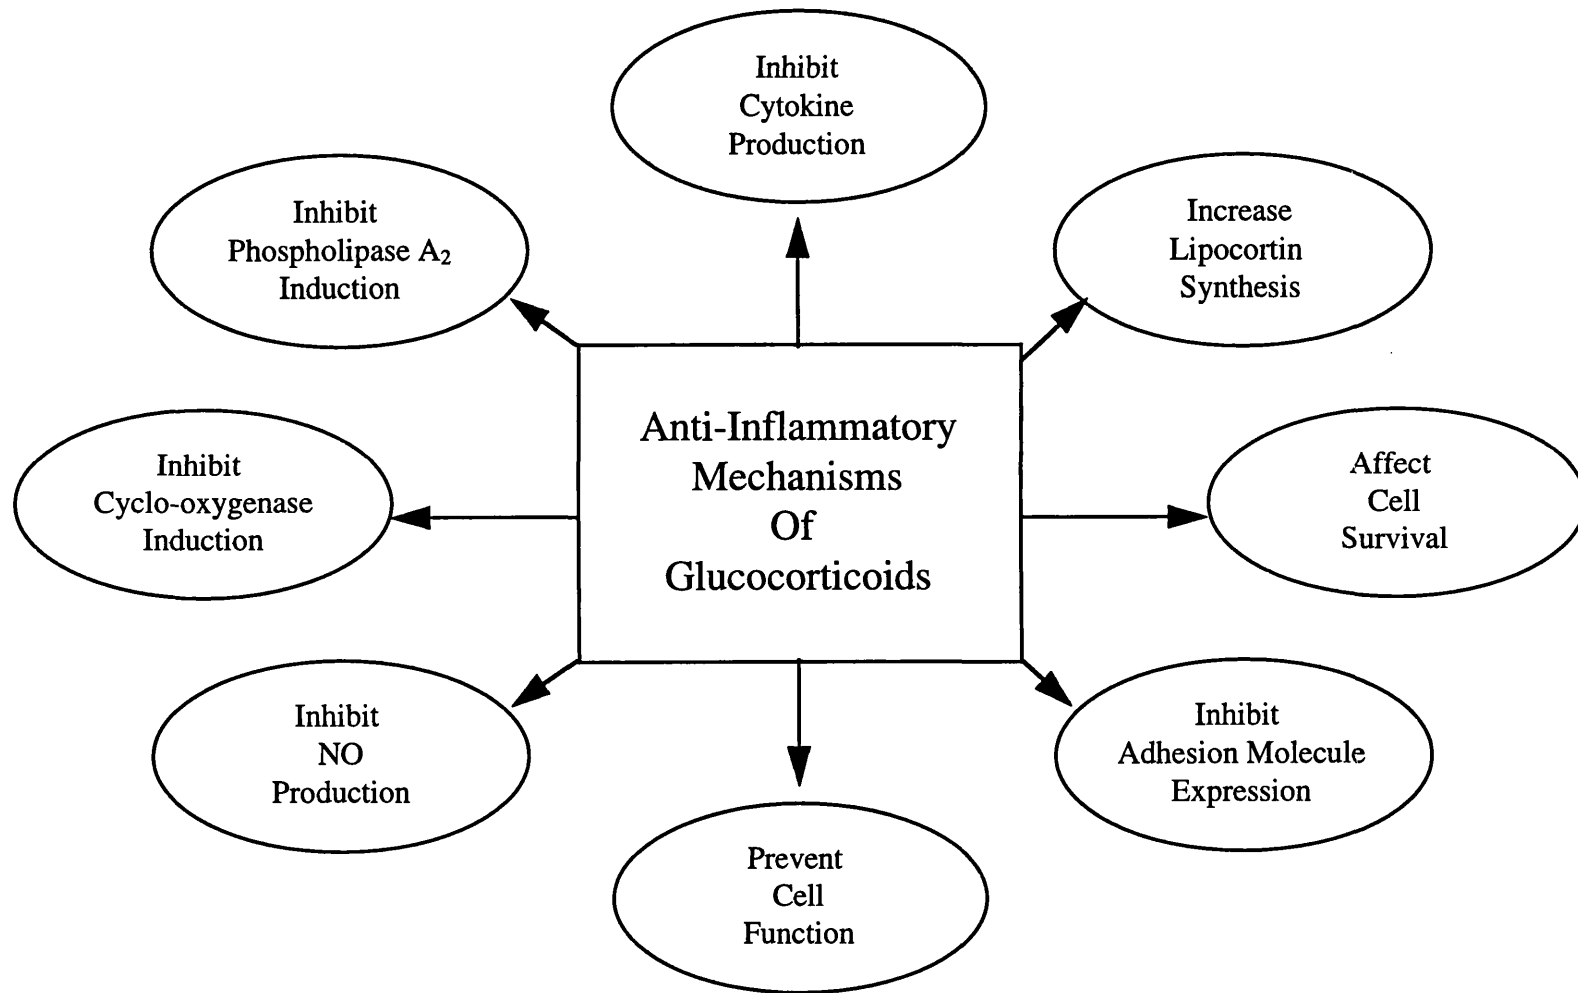 Inhibit
Cytokine
Production
Inhibit
Phospholipase A₂
Induction
Increase
Lipocortin
Synthesis
Anti-Inflammatory
Mechanisms
Of
Glucocorticoids
Inhibit
Cyclo-oxygenase
Induction
Affect
Cell
Survival
Inhibit
NO
Production
Inhibit
Adhesion Molecule
Expression
Prevent
Cell
Function